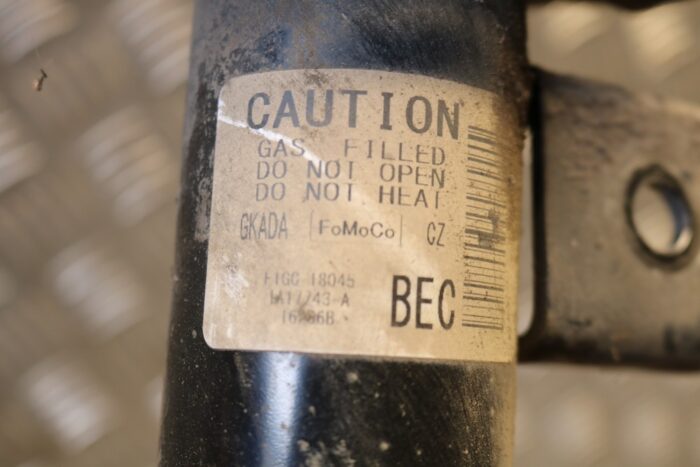 CAUTION
GAS FILLED
DO NOT OPEN
DO NOT HEAT
GKADA FoMoCo CZ
F1GC 18045
BEC